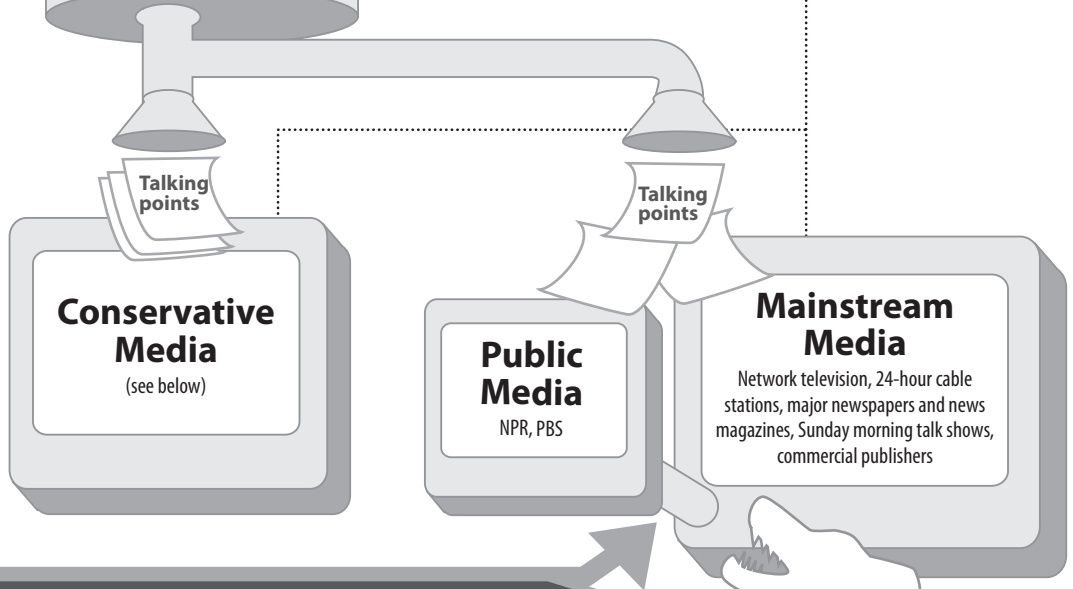 Talking
points
Talking
points
Conservative
Media
(see below)
Public
Media
NPR, PBS
Mainstream
Media
Network television, 24-hour cable
stations, major newspapers and news
magazines, Sunday morning talk shows,
commercial publishers